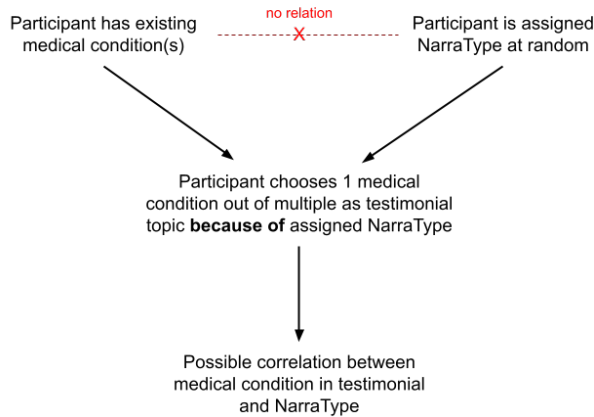 no relation
Participant has existing
medical condition(s)
X
Participant is assigned
NarraType at random
Participant chooses 1 medical
condition out of multiple as testimonial
topic because of assigned NarraType
Possible correlation between
medical condition in testimonial
and NarraType